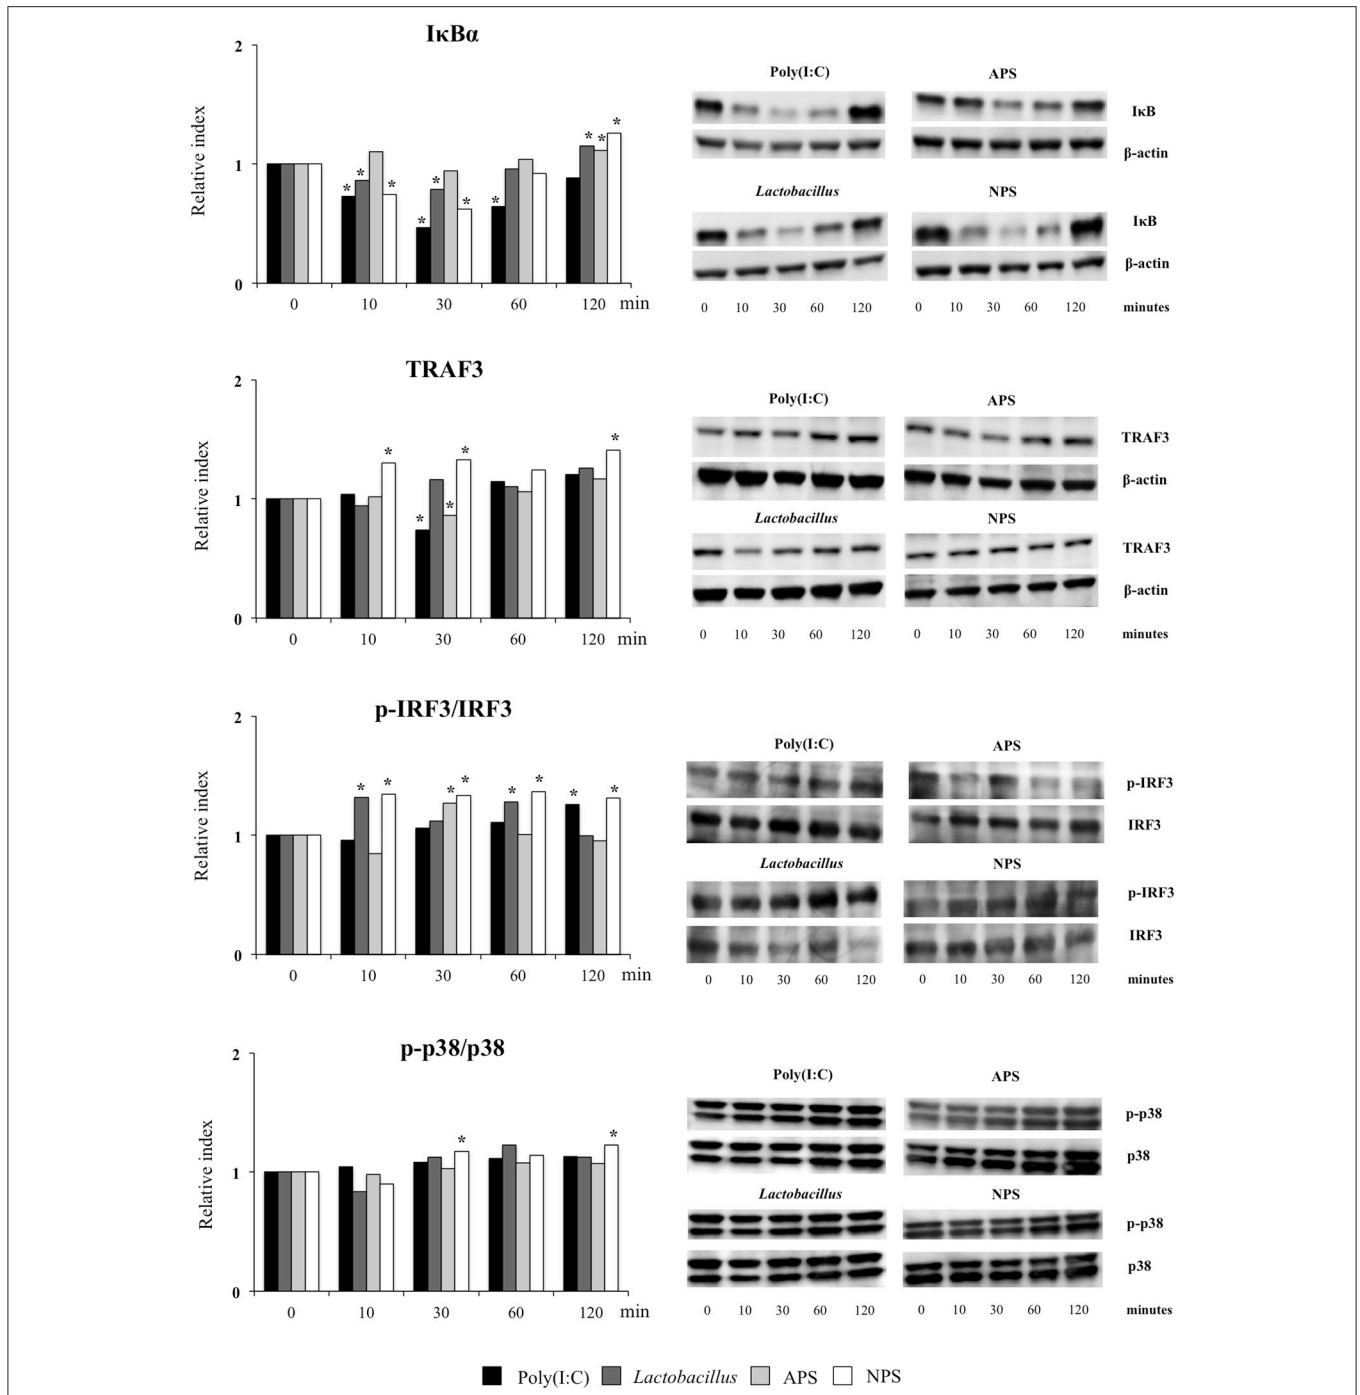 IκBα
2
1
0
Relative index
* * *
* * *
*
* * *
0 10 30 60 120 min
Poly(I:C) APS
IκB
β-actin
Lactobacillus NPS
IκB
β-actin
0 10 30 60 120 0 10 30 60 120 minutes
TRAF3
2
1
0
Relative index
*
* * *
*
0 10 30 60 120 min
Poly(I:C) APS
TRAF3
β-actin
Lactobacillus NPS
TRAF3
β-actin
0 10 30 60 120 0 10 30 60 120 minutes
p-IRF3/IRF3
2
1
0
Relative index
* *
* *
* *
* *
0 10 30 60 120 min
Poly(I:C) APS
p-IRF3
IRF3
Lactobacillus NPS
p-IRF3
IRF3
0 10 30 60 120 0 10 30 60 120 minutes
p-p38/p38
2
1
0
Relative index
*
*
0 10 30 60 120 min
Poly(I:C) APS
p-p38
p38
Lactobacillus NPS
p-p38
p38
0 10 30 60 120 0 10 30 60 120 minutes
Poly(I:C) Lactobacillus APS NPS